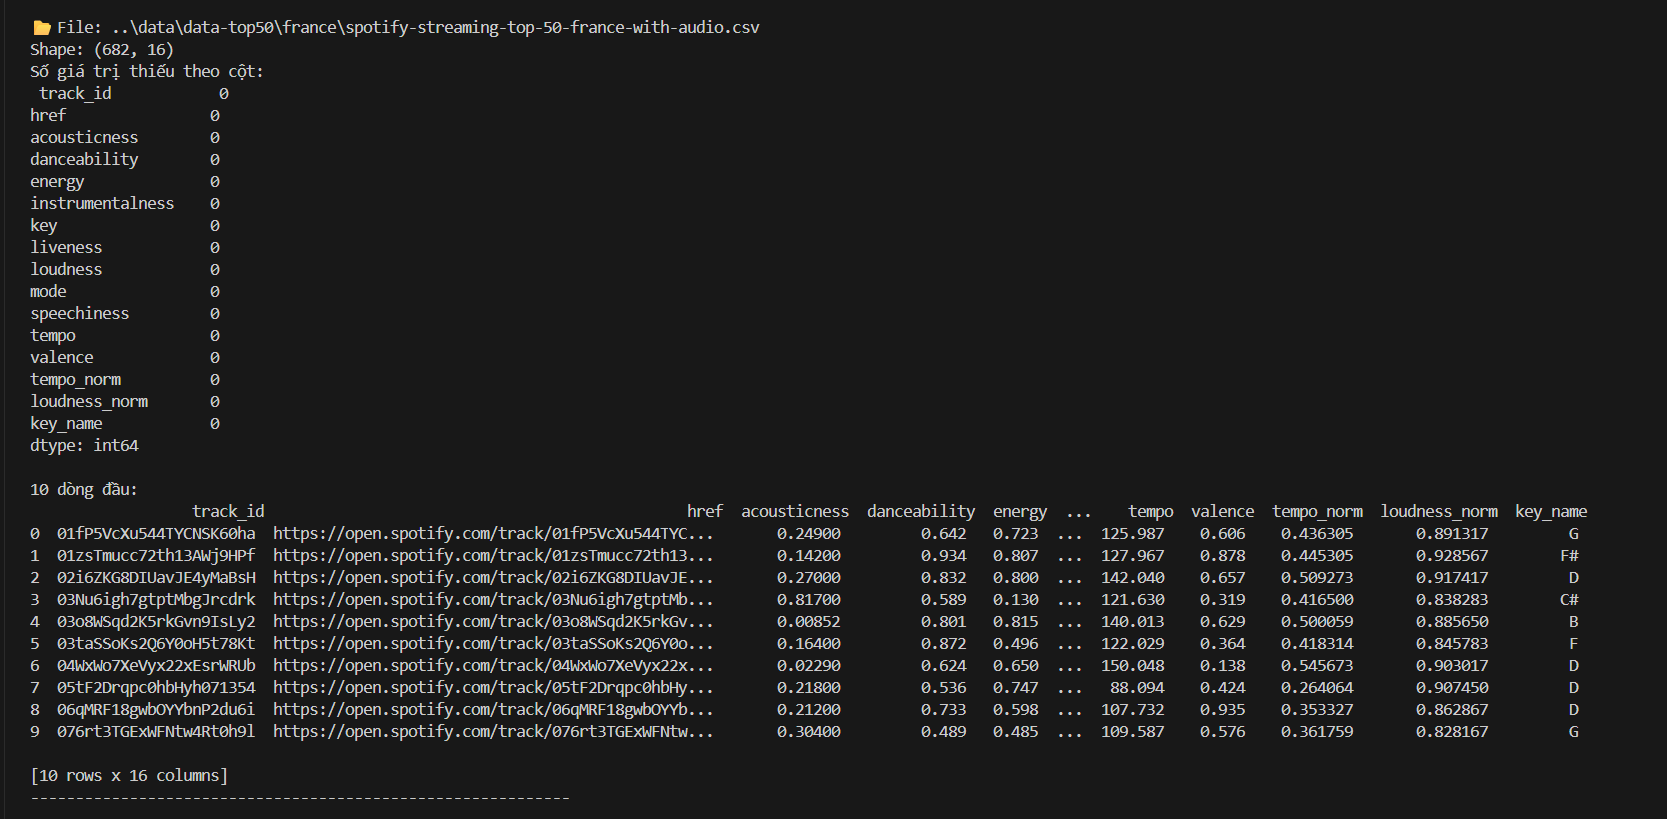 📂 File: ..\data\data-top50\france\spotify-streaming-top-50-france-with-audio.csv
Shape: (682, 16)
Số giá trị thiếu theo cột:
 track_id            0
href                0
acousticness        0
danceability        0
energy              0
instrumentalness    0
key                 0
liveness            0
loudness            0
mode                0
speechiness         0
tempo               0
valence             0
tempo_norm          0
loudness_norm       0
key_name            0
dtype: int64
10 dòng đầu:
track_id href acousticness danceability energy ... tempo valence tempo_norm loudness_norm key_name
0 01fP5VcXu544TYCNSK60ha https://open.spotify.com/track/01fP5VcXu544TYC... 0.24900 0.642 0.723 ... 125.987 0.606 0.436305 0.891317 G
1 01zsTmucc72th13AWj9HPf https://open.spotify.com/track/01zsTmucc72th13... 0.14200 0.934 0.807 ... 127.967 0.878 0.445305 0.928567 F#
2 02i6ZKG8DIUavJE4yMaBsH https://open.spotify.com/track/02i6ZKG8DIUavJE... 0.27000 0.832 0.800 ... 142.040 0.657 0.509273 0.917417 D
3 03Nu6igh7gtptMbgJrcdrk https://open.spotify.com/track/03Nu6igh7gtptMb... 0.81700 0.589 0.130 ... 121.630 0.319 0.416500 0.838283 C#
4 03o8WSqd2K5rkGvn9IsLy2 https://open.spotify.com/track/03o8WSqd2K5rkGv... 0.00852 0.801 0.815 ... 140.013 0.629 0.500059 0.885650 B
5 03taSSoKs2Q6Y0oH5t78Kt https://open.spotify.com/track/03taSSoKs2Q6Y0o... 0.16400 0.872 0.496 ... 122.029 0.364 0.418314 0.845783 F
6 04WxWo7XeVyx22xEsrWRUb https://open.spotify.com/track/04WxWo7XeVyx22x... 0.02290 0.624 0.650 ... 150.048 0.138 0.545673 0.903017 D
7 05tF2Drqpc0hbHyh071354 https://open.spotify.com/track/05tF2Drqpc0hbHy... 0.21800 0.536 0.747 ... 88.094 0.424 0.264064 0.907450 D
8 06qMRF18gwbOYYbnP2du6i https://open.spotify.com/track/06qMRF18gwbOYYb... 0.21200 0.733 0.598 ... 107.732 0.935 0.353327 0.862867 D
9 076rt3TGExWFNtw4Rt0h9l https://open.spotify.com/track/076rt3TGExWFNtw... 0.30400 0.489 0.485 ... 109.587 0.576 0.361759 0.828167 G
[10 rows x 16 columns]
------------------------------------------------------------